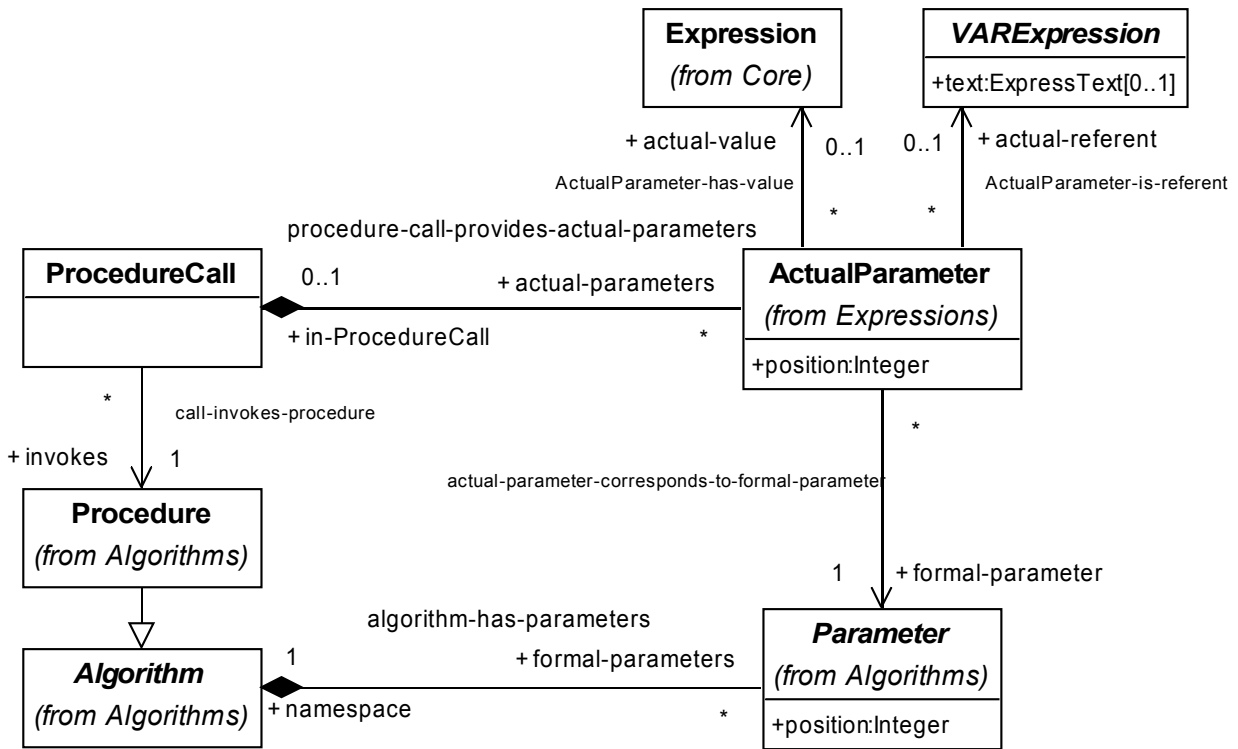 Expression
(from Core)
VARExpression
+text:ExpressText[0..1]
+ actual-value
0..1
0..1
+ actual-referent
ActualParameter-has-value
ActualParameter-is-referent
*
*
procedure-call-provides-actual-parameters
ProcedureCall
0..1
+ actual-parameters
ActualParameter
(from Expressions)
+ in-ProcedureCall
*
+position:Integer
*
call-invokes-procedure
*
+ invokes
1
actual-parameter-corresponds-to-formal-parameter
Procedure
(from Algorithms)
1
+ formal-parameter
algorithm-has-parameters
Algorithm
(from Algorithms)
1
+ formal-parameters
Parameter
(from Algorithms)
+ namespace
*
+position:Integer